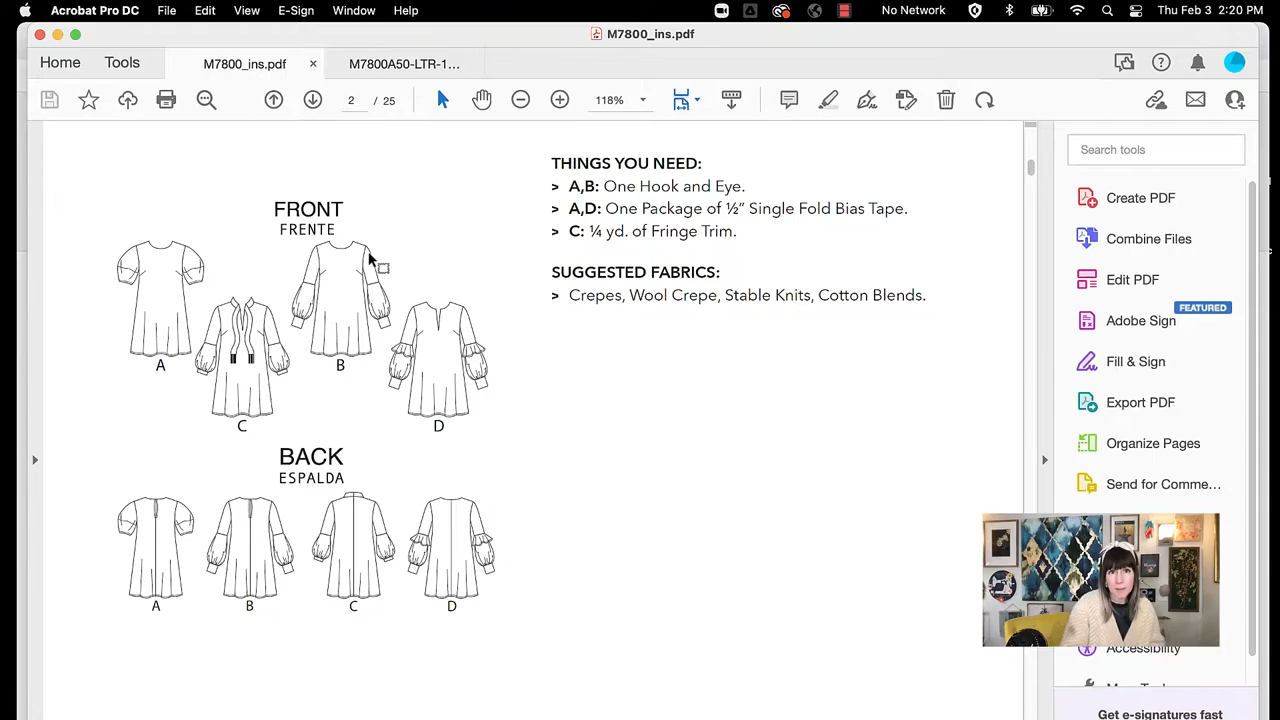 Acrobat Pro DC File Edit View E-Sign Window Help No Network Thu Feb 3 2:20 PM
M7800_ins.pdf
Home Tools M7800_ins.pdf × M7800A50-LTR-1...
2 / 25 118%
Search tools
THINGS YOU NEED:
> A,B: One Hook and Eye.
> A,D: One Package of ½” Single Fold Bias Tape.
> C: ¼ yd. of Fringe Trim.
SUGGESTED FABRICS:
> Crepes, Wool Crepe, Stable Knits, Cotton Blends.
FRONT
FRENTE
A
B
C
D
BACK
ESPALDA
A
B
C
D
Create PDF
Combine Files
Edit PDF
FEATURED
Adobe Sign
Fill & Sign
Export PDF
Organize Pages
Send for Comme...
Accessibility
Get e-signatures fast